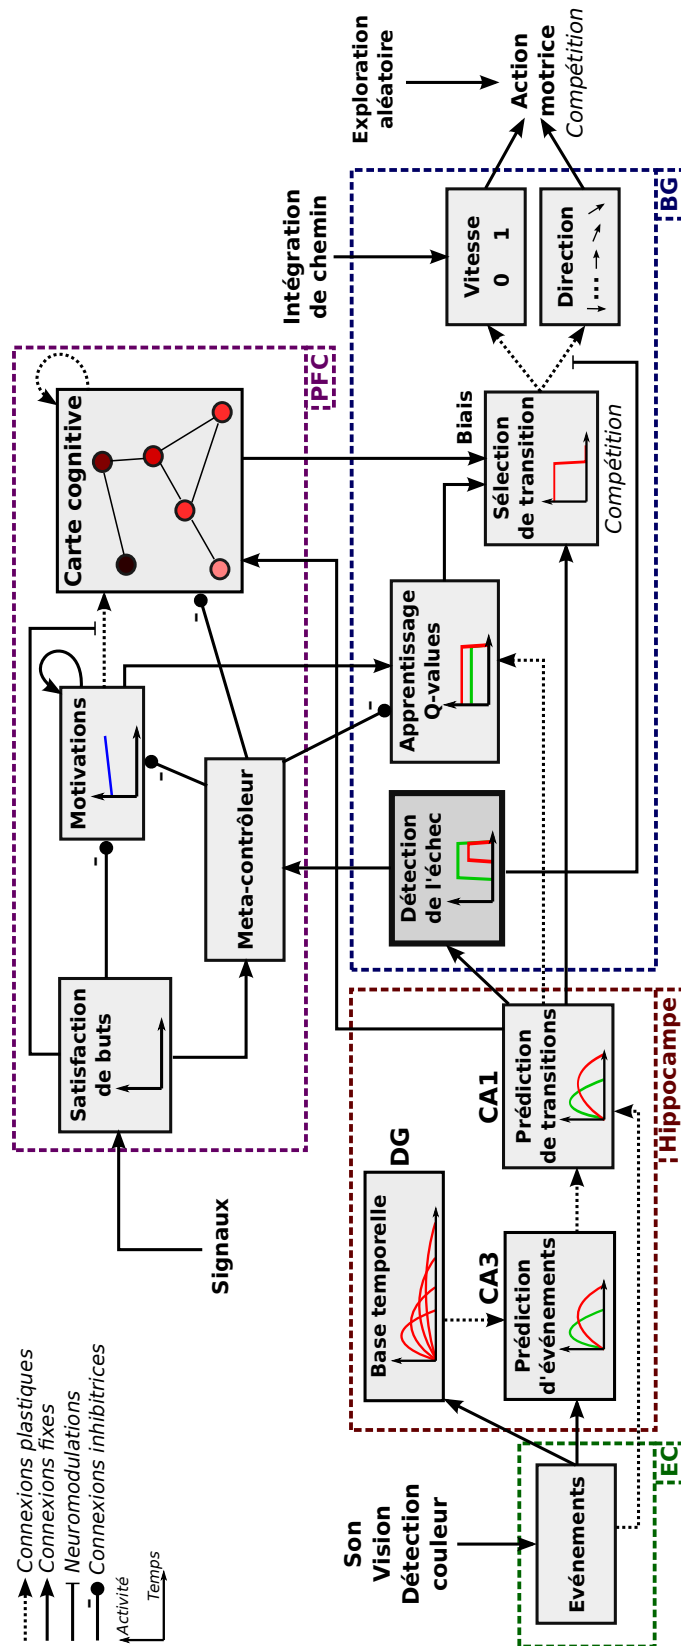 Connexions plastiques
Connexions fixes
Neuromodulations
Connexions inhibitrices
-
Activité
Temps
Signaux
Satisfaction
de buts
-
Motivations
-
Meta-contrôleur
Carte cognitive
-
PFC
Son
Vision
Détection
couleur
Evénements
EC
Base temporelle
DG
CA3
Prédiction
d'événements
CA1
Prédiction
de transitions
Hippocampe
Détection
de l'échec
-
Apprentissage
Q-values
Biais
Sélection
de transition
Compétition
Intégration
de chemin
Vitesse
0 1
Direction
BG
Exploration
aléatoire
Action
motrice
Compétition